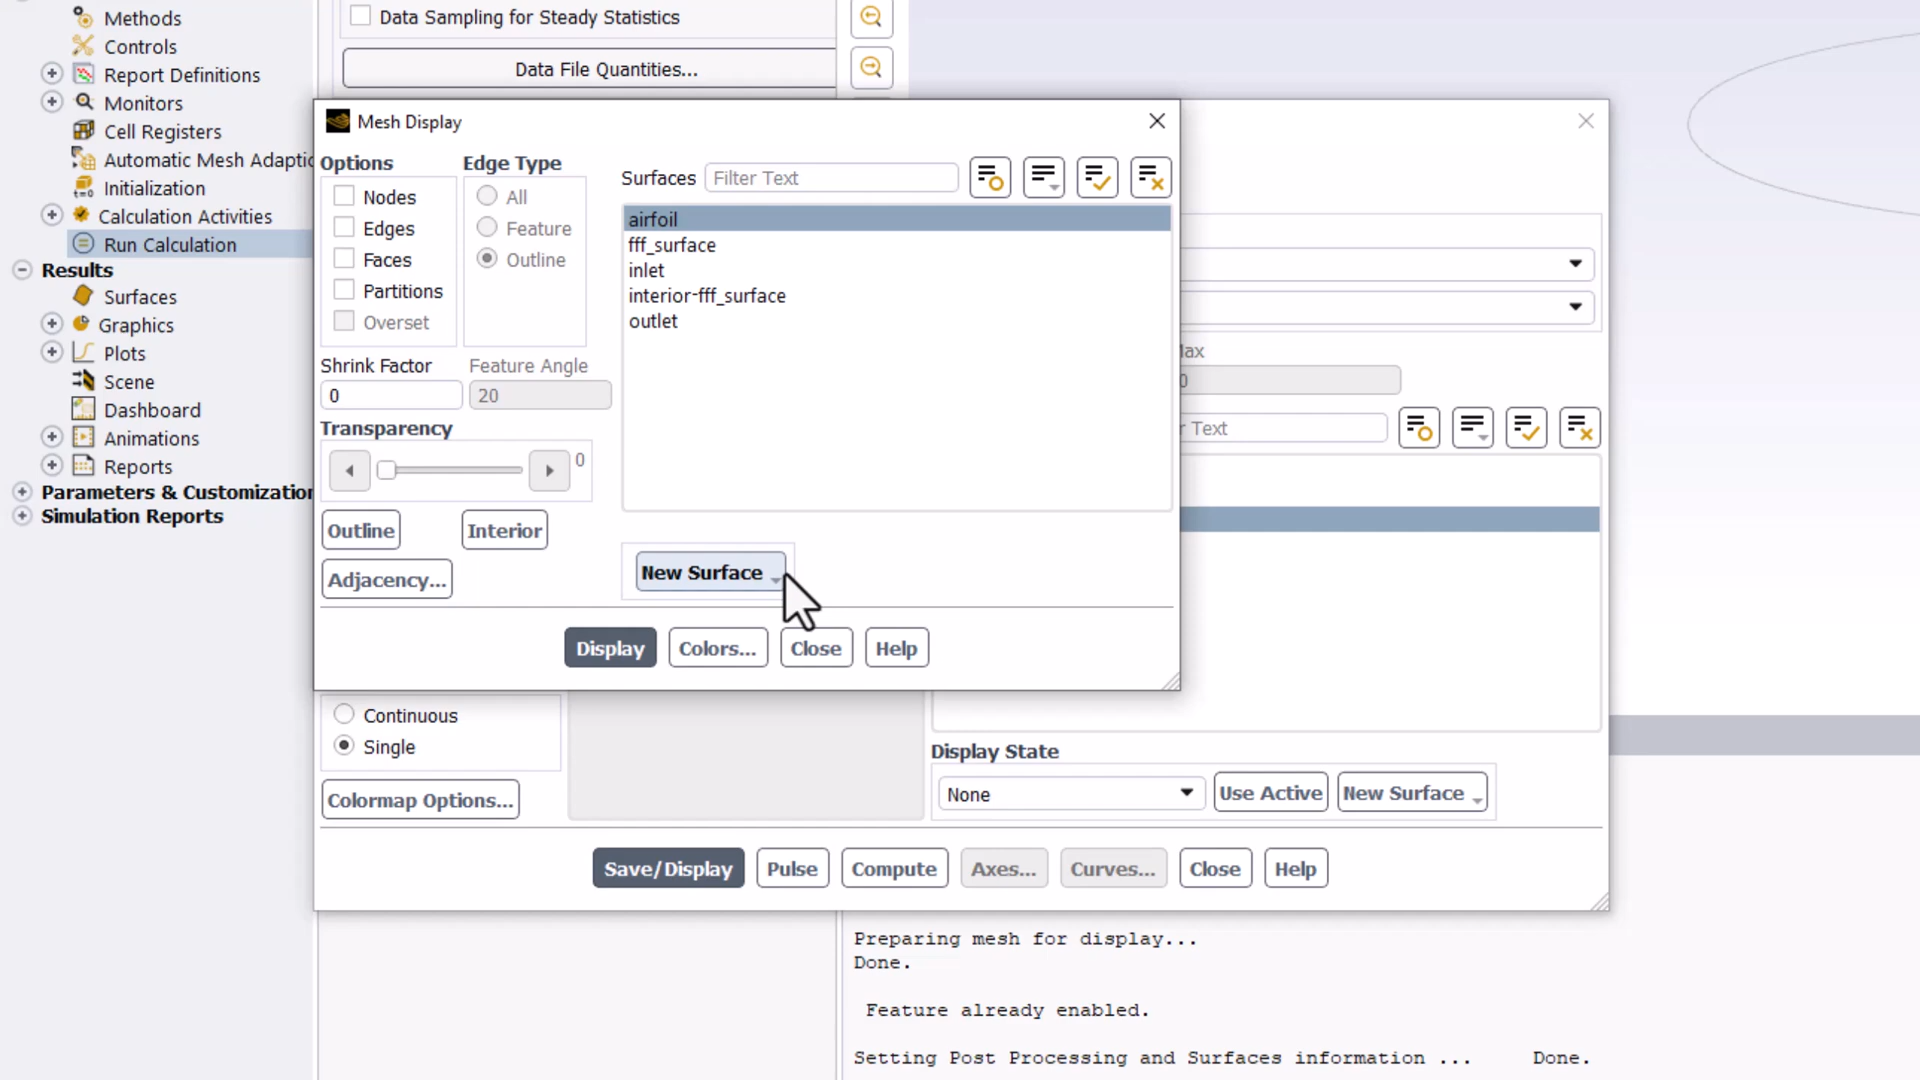 Methods
Controls
Report Definitions
Monitors
Cell Registers
Automatic Mesh Adaptio
Initialization
Calculation Activities
Run Calculation
Results
Surfaces
Graphics
Plots
Scene
Dashboard
Animations
Reports
Parameters & Customization
Simulation Reports
Data Sampling for Steady Statistics
Data File Quantities...
Mesh Display
Options
Nodes
Edges
Faces
Partitions
Overset
Edge Type
All
Feature
Outline
Shrink Factor
0
Feature Angle
20
Transparency
0
Outline
Interior
Adjacency...
Surfaces
Filter Text
airfoil
fff_surface
inlet
interior-fff_surface
outlet
New Surface
Display
Colors...
Close
Help
Max
0
r Text
Continuous
Single
Colormap Options...
Display State
None
Use Active
New Surface
Save/Display
Pulse
Compute
Axes...
Curves...
Close
Help
Preparing mesh for display...
Done.
Feature already enabled.
Setting Post Processing and Surfaces information ... Done.